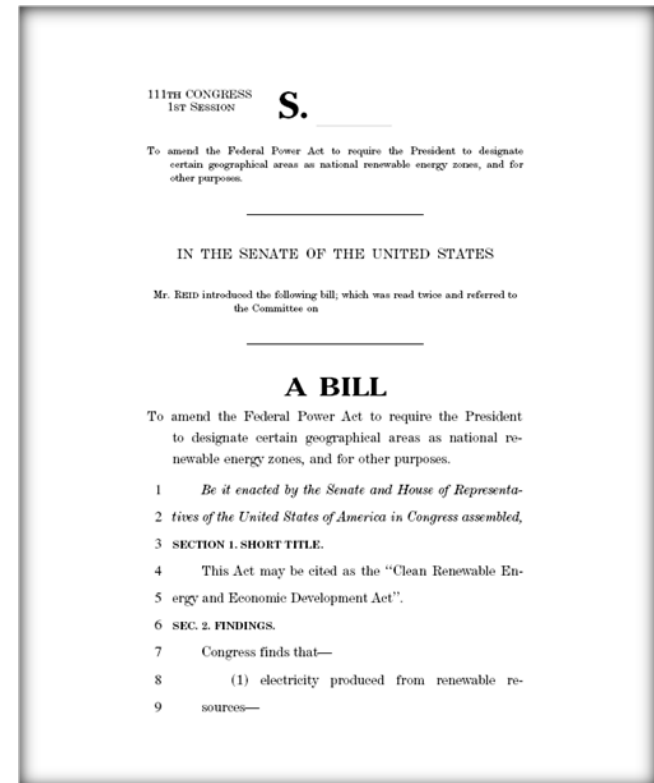 111TH CONGRESS
1ST SESSION
S.
To amend the Federal Power Act to require the President to designate
certain geographical areas as national renewable energy zones, and for
other purposes.
IN THE SENATE OF THE UNITED STATES
Mr. REID introduced the following bill; which was read twice and referred to
the Committee on
A BILL
To amend the Federal Power Act to require the President
to designate certain geographical areas as national re-
newable energy zones, and for other purposes.
1 Be it enacted by the Senate and House of Representa-
2 tives of the United States of America in Congress assembled,
3 SECTION 1. SHORT TITLE.
4 This Act may be cited as the “Clean Renewable En-
5 ergy and Economic Development Act”.
6 SEC. 2. FINDINGS.
7 Congress finds that—
8 (1) electricity produced from renewable re-
9 sources—